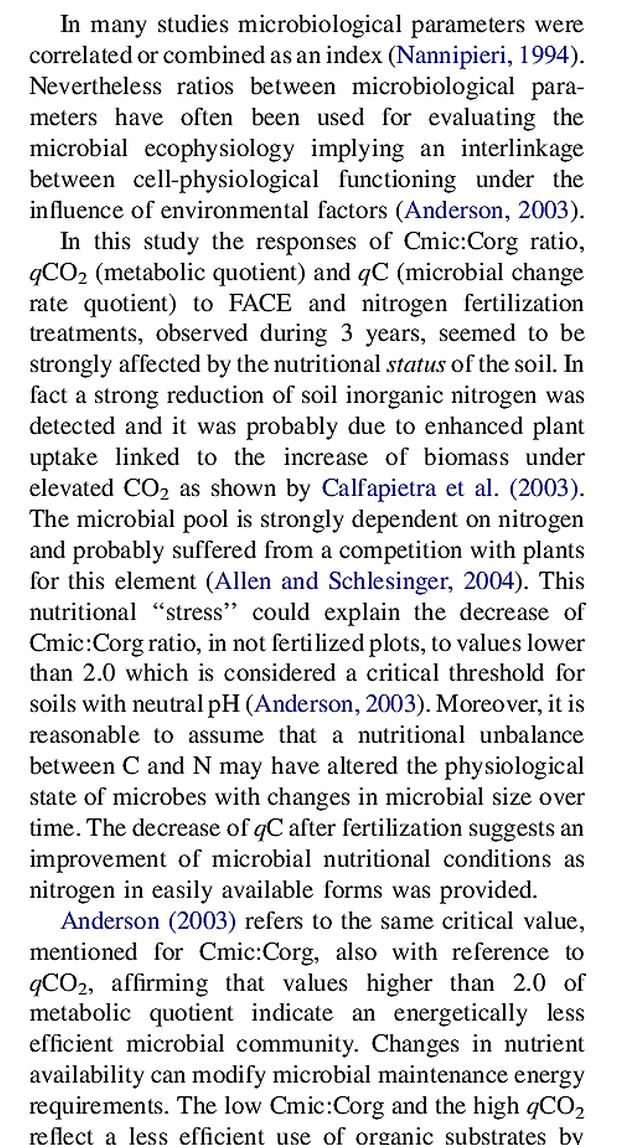 In many studies microbiological parameters were
correlated or combined as an index (Nannipieri, 1994).
Nevertheless ratios between microbiological para-
meters have often been used for evaluating the
microbial ecophysiology implying an interlinkage
between cell-physiological functioning under the
influence of environmental factors (Anderson, 2003).
In this study the responses of Cmic:Corg ratio,
qCO₂ (metabolic quotient) and qC (microbial change
rate quotient) to FACE and nitrogen fertilization
treatments, observed during 3 years, seemed to be
strongly affected by the nutritional status of the soil. In
fact a strong reduction of soil inorganic nitrogen was
detected and it was probably due to enhanced plant
uptake linked to the increase of biomass under
elevated CO₂ as shown by Calfapietra et al. (2003).
The microbial pool is strongly dependent on nitrogen
and probably suffered from a competition with plants
for this element (Allen and Schlesinger, 2004). This
nutritional “stress’’ could explain the decrease of
Cmic:Corg ratio, in not fertilized plots, to values lower
than 2.0 which is considered a critical threshold for
soils with neutral pH (Anderson, 2003). Moreover, it is
reasonable to assume that a nutritional unbalance
between C and N may have altered the physiological
state of microbes with changes in microbial size over
time. The decrease of qC after fertilization suggests an
improvement of microbial nutritional conditions as
nitrogen in easily available forms was provided.
Anderson (2003) refers to the same critical value,
mentioned for Cmic:Corg, also with reference to
qCO₂, affirming that values higher than 2.0 of
metabolic quotient indicate an energetically less
efficient microbial community. Changes in nutrient
availability can modify microbial maintenance energy
requirements. The low Cmic:Corg and the high qCO₂
reflect a less efficient use of organic substrates by